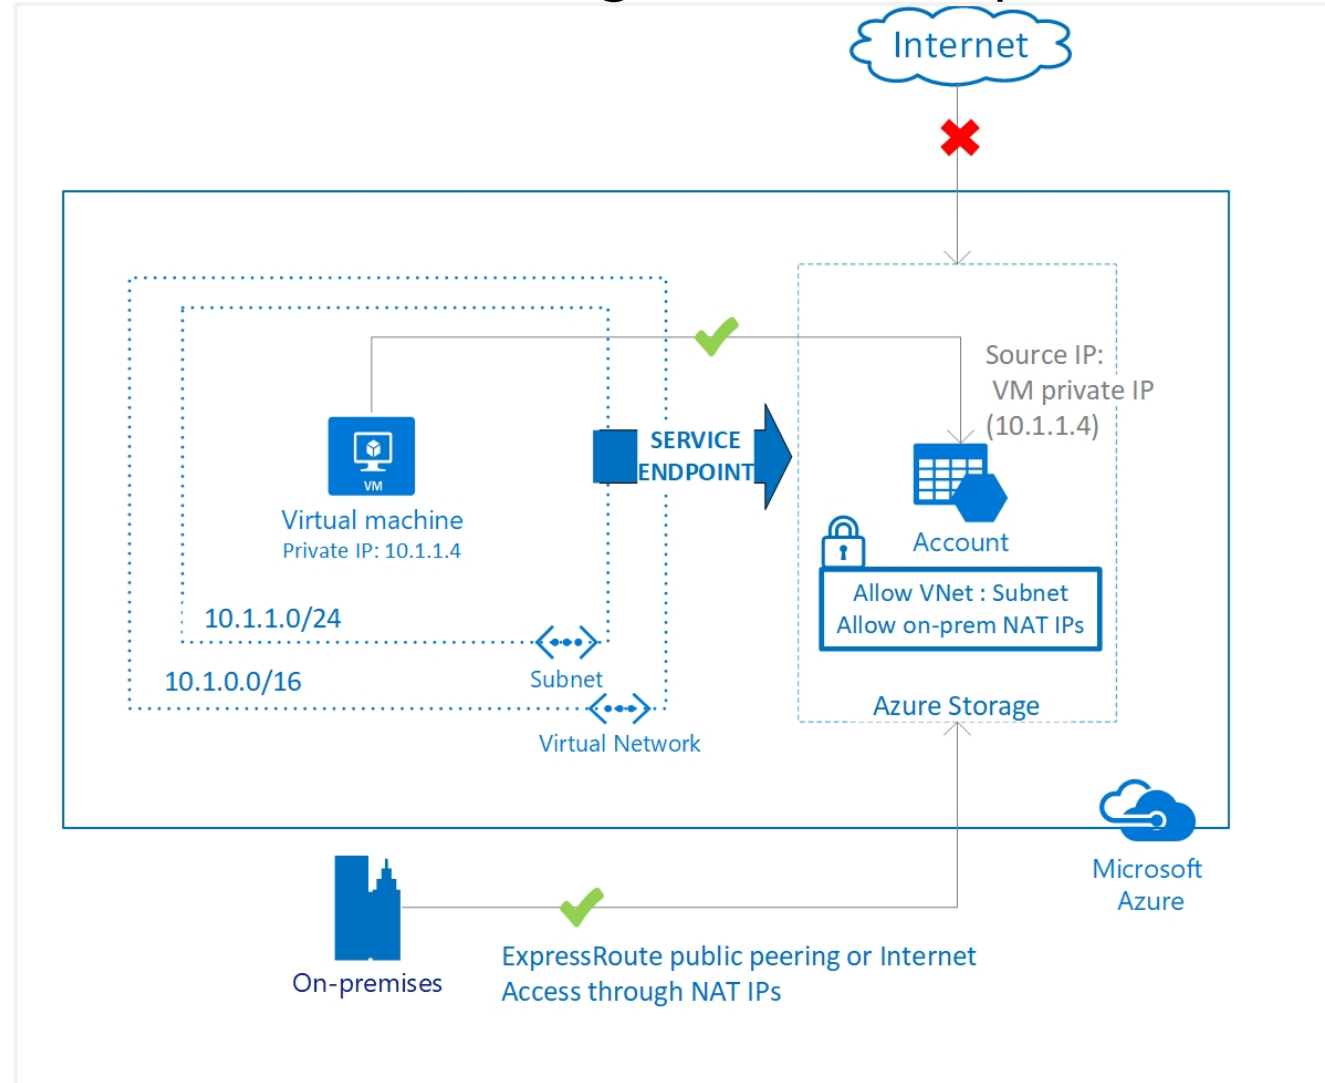 Internet
Source IP:
VM private IP
(10.1.1.4)
SERVICE
ENDPOINT
VM
Virtual machine
Private IP: 10.1.1.4
Account
Allow VNet : Subnet
Allow on-prem NAT IPs
10.1.1.0/24
Subnet
10.1.0.0/16
Azure Storage
Virtual Network
Microsoft
Azure
On-premises
ExpressRoute public peering or Internet
Access through NAT IPs